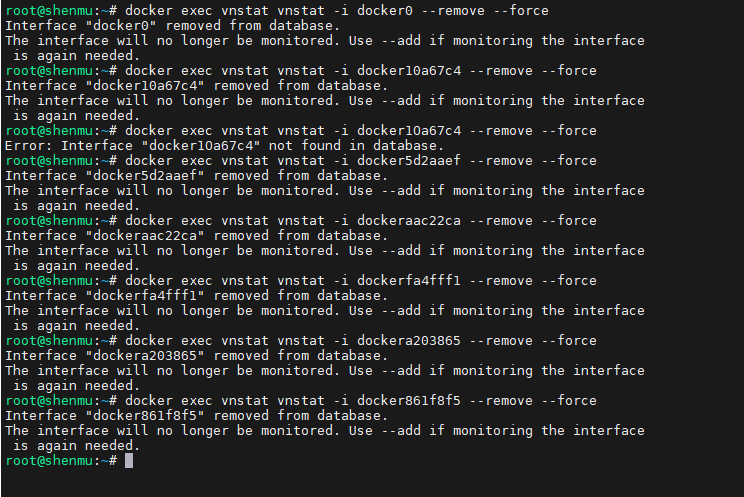 root@shenmu:~# docker exec vnstat vnstat -i docker0 --remove --force
Interface "docker0" removed from database.
The interface will no longer be monitored. Use --add if monitoring the interface
 is again needed.
root@shenmu:~# docker exec vnstat vnstat -i docker10a67c4 --remove --force
Interface "docker10a67c4" removed from database.
The interface will no longer be monitored. Use --add if monitoring the interface
 is again needed.
root@shenmu:~# docker exec vnstat vnstat -i docker10a67c4 --remove --force
Error: Interface "docker10a67c4" not found in database.
root@shenmu:~# docker exec vnstat vnstat -i docker5d2aaef --remove --force
Interface "docker5d2aaef" removed from database.
The interface will no longer be monitored. Use --add if monitoring the interface
 is again needed.
root@shenmu:~# docker exec vnstat vnstat -i dockeraac22ca --remove --force
Interface "dockeraac22ca" removed from database.
The interface will no longer be monitored. Use --add if monitoring the interface
 is again needed.
root@shenmu:~# docker exec vnstat vnstat -i dockerfa4fff1 --remove --force
Interface "dockerfa4fff1" removed from database.
The interface will no longer be monitored. Use --add if monitoring the interface
 is again needed.
root@shenmu:~# docker exec vnstat vnstat -i dockera203865 --remove --force
Interface "dockera203865" removed from database.
The interface will no longer be monitored. Use --add if monitoring the interface
 is again needed.
root@shenmu:~# docker exec vnstat vnstat -i docker861f8f5 --remove --force
Interface "docker861f8f5" removed from database.
The interface will no longer be monitored. Use --add if monitoring the interface
 is again needed.
root@shenmu:~#